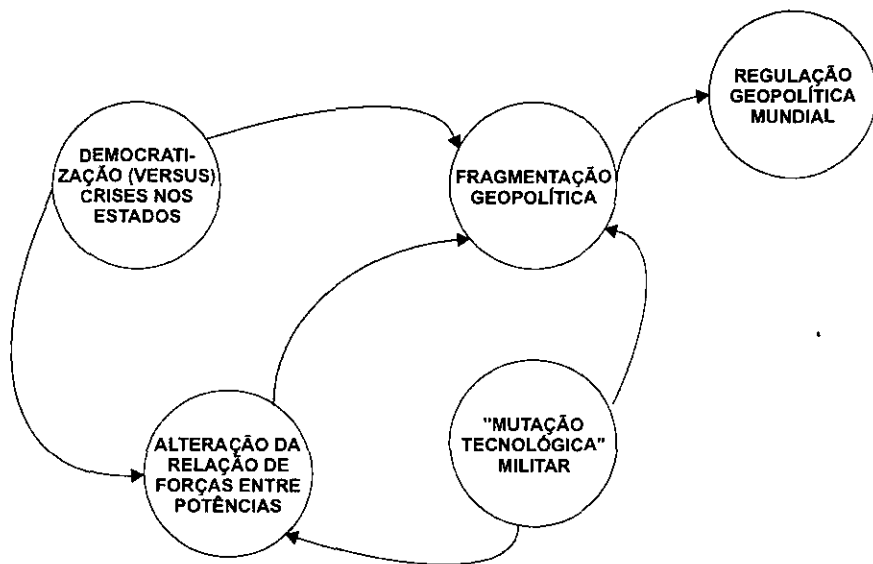 REGULAÇÃO
GEOPOLÍTICA
MUNDIAL
DEMOCRATI-
ZAÇÃO (VERSUS)
CRISES NOS
ESTADOS
FRAGMENTAÇÃO
GEOPOLÍTICA
ALTERAÇÃO DA
RELAÇÃO DE
FORÇAS ENTRE
POTÊNCIAS
"MUTAÇÃO
TECNOLÓGICA"
MILITAR